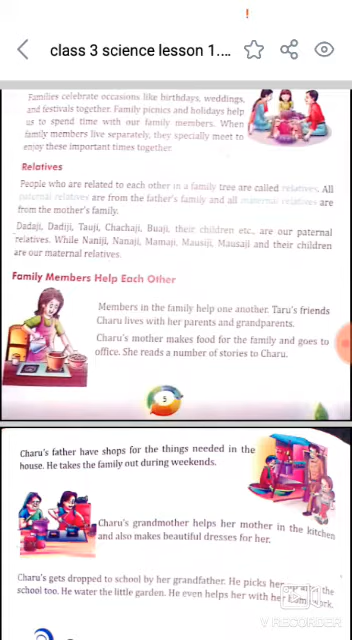 class 3 science lesson 1....
Families celebrate occasions like birthdays, weddings,
and festivals together. Family picnics and holidays help
us to spend time with our family members. When
family members live separately, they specially meet to
enjoy these important times together.
Relatives
People who are related to each other in a family tree are called relatives. All
paternal relatives are from the father's family and all maternal relatives are
from the mother's family.
Dadaji, Dadiji, Tauji, Chachaji, Buaji, their children etc., are our paternal
relatives. While Naniji, Nanaji, Mamaji, Mausiji, Mausaji and their children
are our maternal relatives.
Family Members Help Each Other
Members in the family help one another. Taru's friends
Charu lives with her parents and grandparents.
Charu's mother makes food for the family and goes to
office. She reads a number of stories to Charu.
5
Charu's father have shops for the things needed in the
house. He takes the family out during weekends.
Charu's grandmother helps her mother in the kitchen
and also makes beautiful dresses for her.
Charu's gets dropped to school by her grandfather. He picks her the
school too. He water the little garden. He even helps her with her
V RECORDER